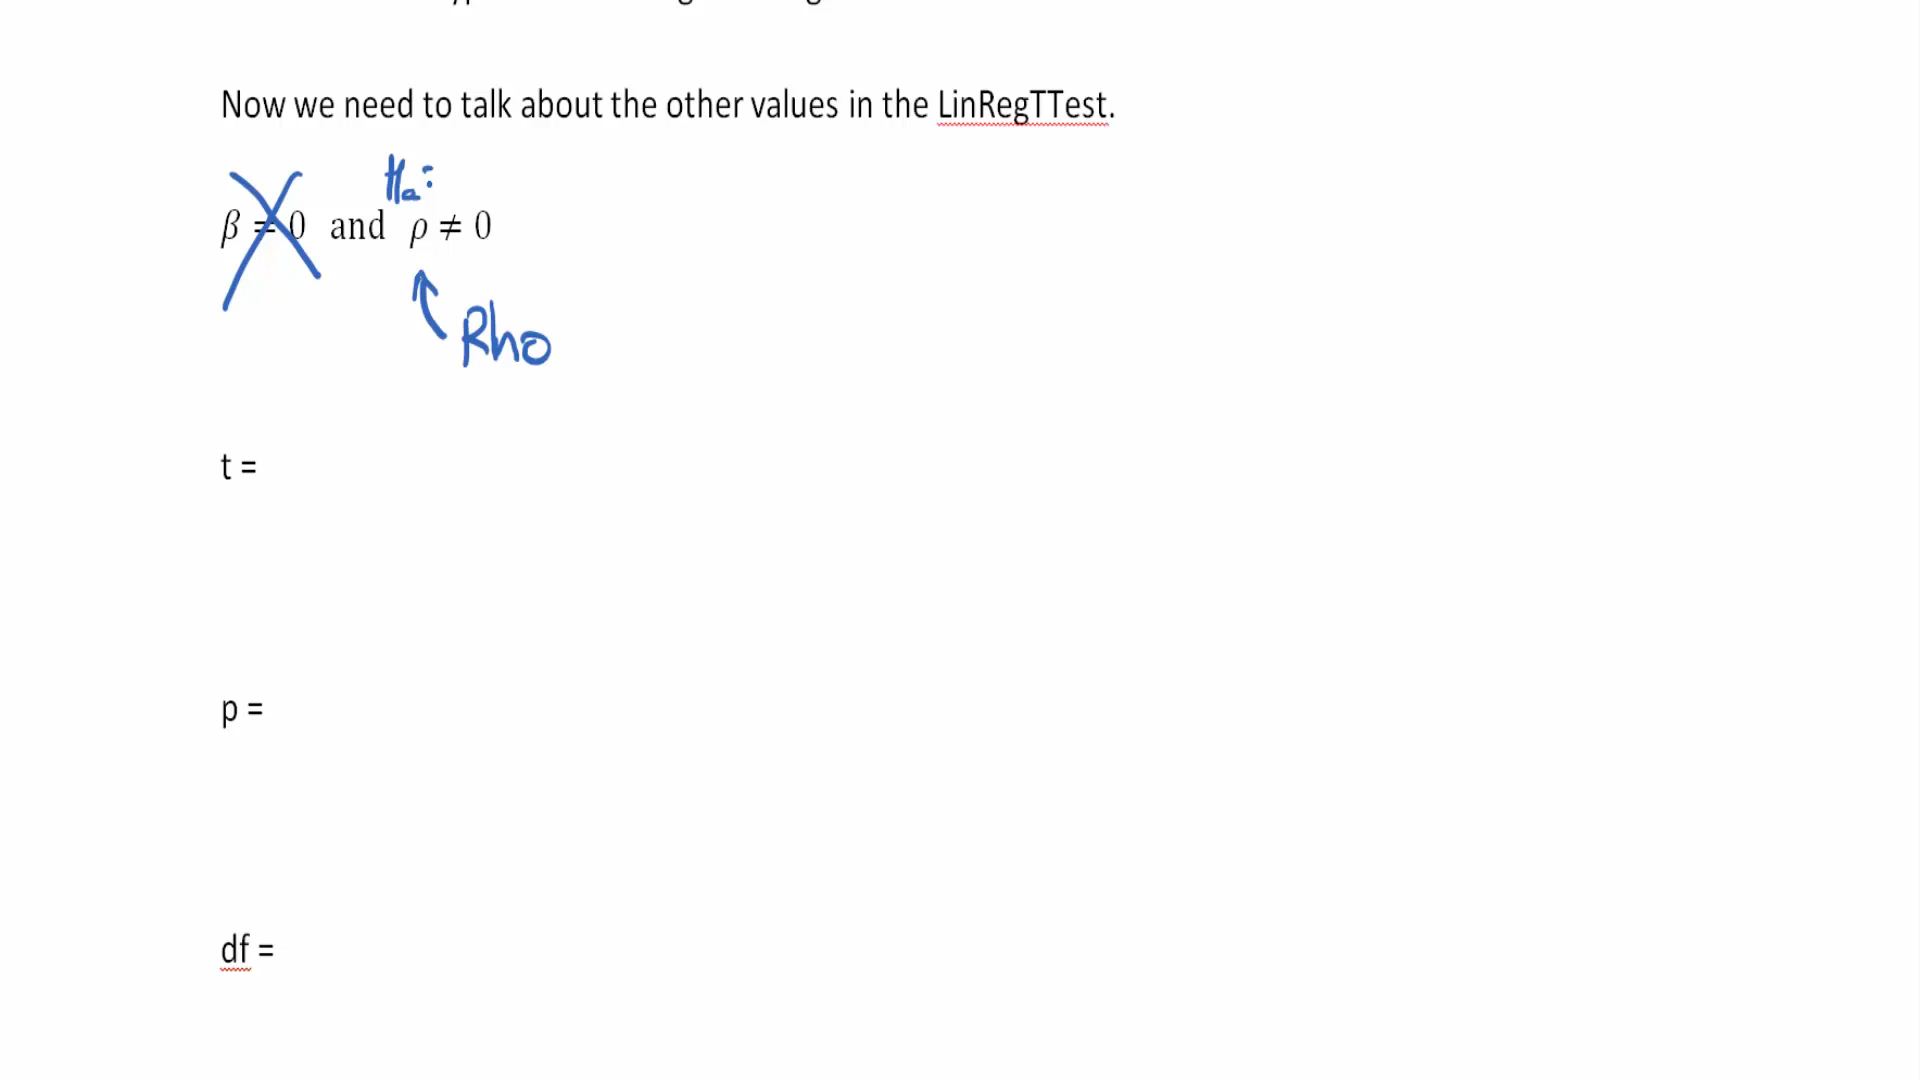 Now we need to talk about the other values in the LinRegTTest.
Ha:
β = 0 and ρ ≠ 0
Rho
t =
p =
df =